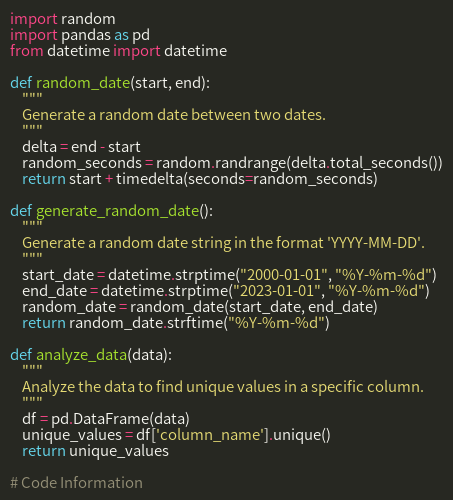 import random
import pandas as pd
from datetime import datetime

def random_date(start, end):
    """
    Generate a random date between two dates.
    """
    delta = end - start
    random_seconds = random.randrange(delta.total_seconds())
    return start + timedelta(seconds=random_seconds)

def generate_random_date():
    """
    Generate a random date string in the format 'YYYY-MM-DD'.
    """
    start_date = datetime.strptime("2000-01-01", "%Y-%m-%d")
    end_date = datetime.strptime("2023-01-01", "%Y-%m-%d")
    random_date = random_date(start_date, end_date)
    return random_date.strftime("%Y-%m-%d")

def analyze_data(data):
    """
    Analyze the data to find unique values in a specific column.
    """
    df = pd.DataFrame(data)
    unique_values = df['column_name'].unique()
    return unique_values

# Code Information